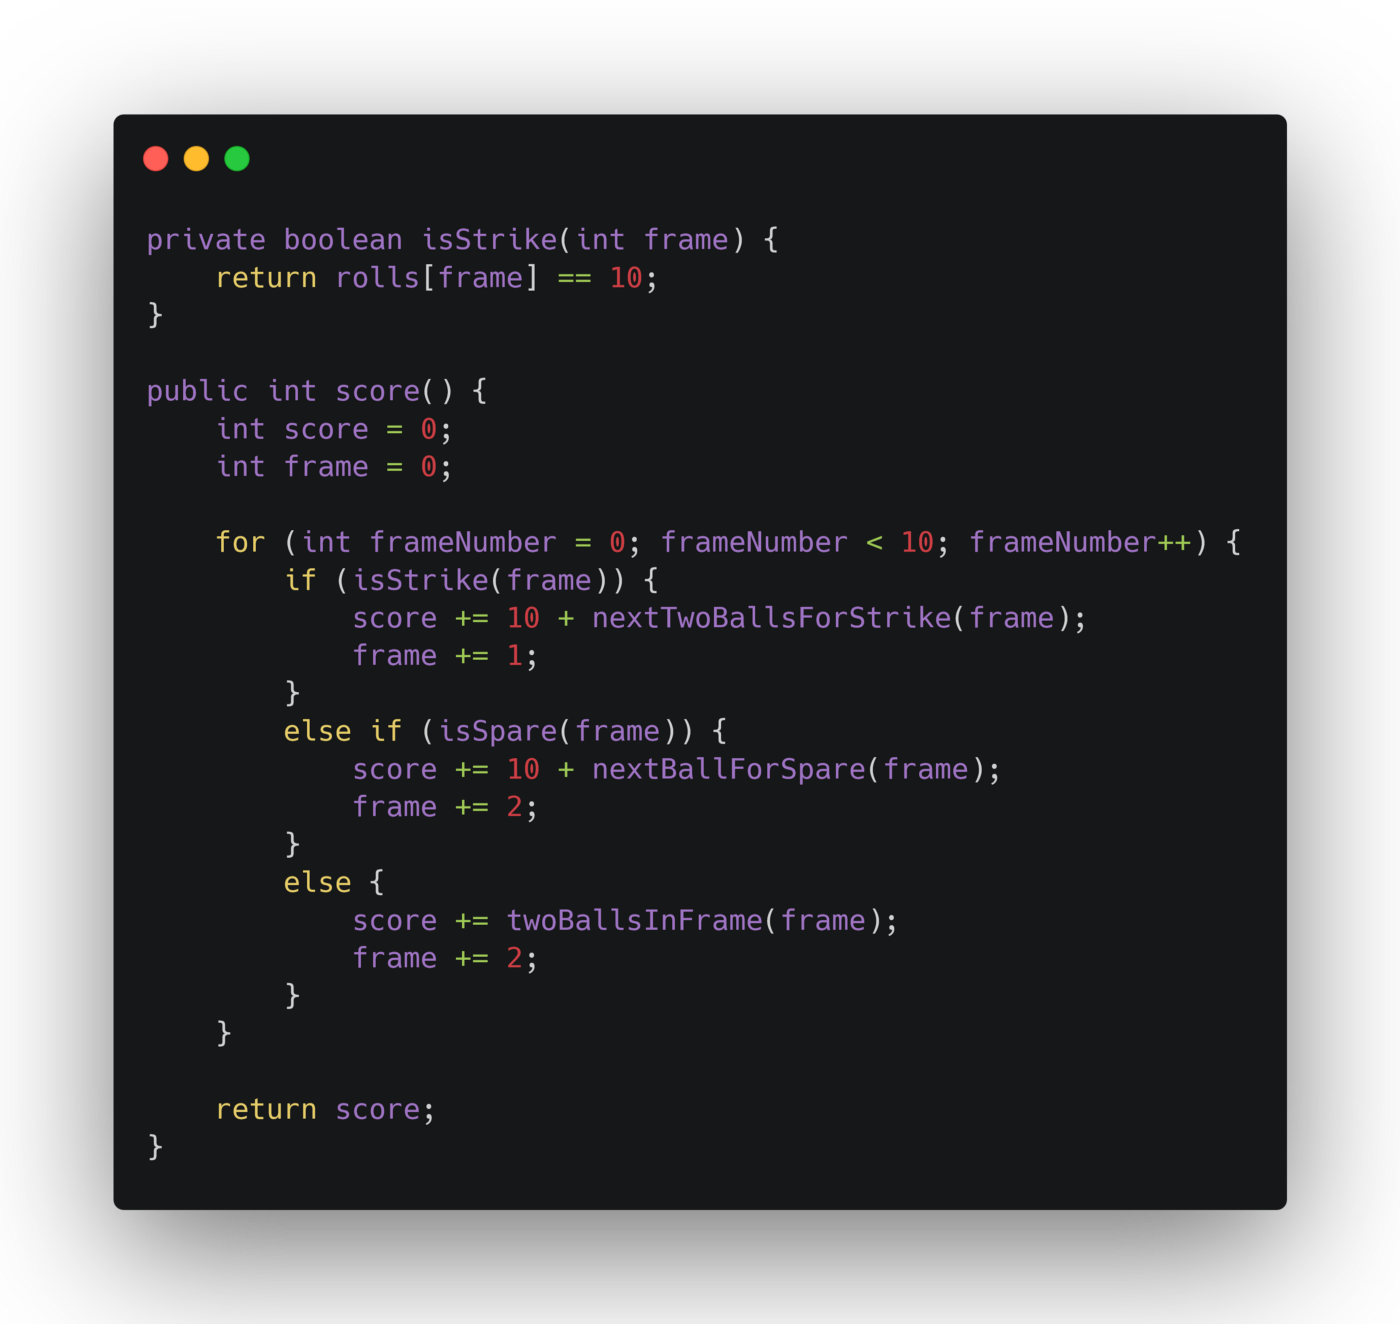 private boolean isStrike(int frame) {
    return rolls[frame] == 10;
}

public int score() {
    int score = 0;
    int frame = 0;

    for (int frameNumber = 0; frameNumber < 10; frameNumber++) {
        if (isStrike(frame)) {
            score += 10 + nextTwoBallsForStrike(frame);
            frame += 1;
        }
        else if (isSpare(frame)) {
            score += 10 + nextBallForSpare(frame);
            frame += 2;
        }
        else {
            score += twoBallsInFrame(frame);
            frame += 2;
        }
    }

    return score;
}